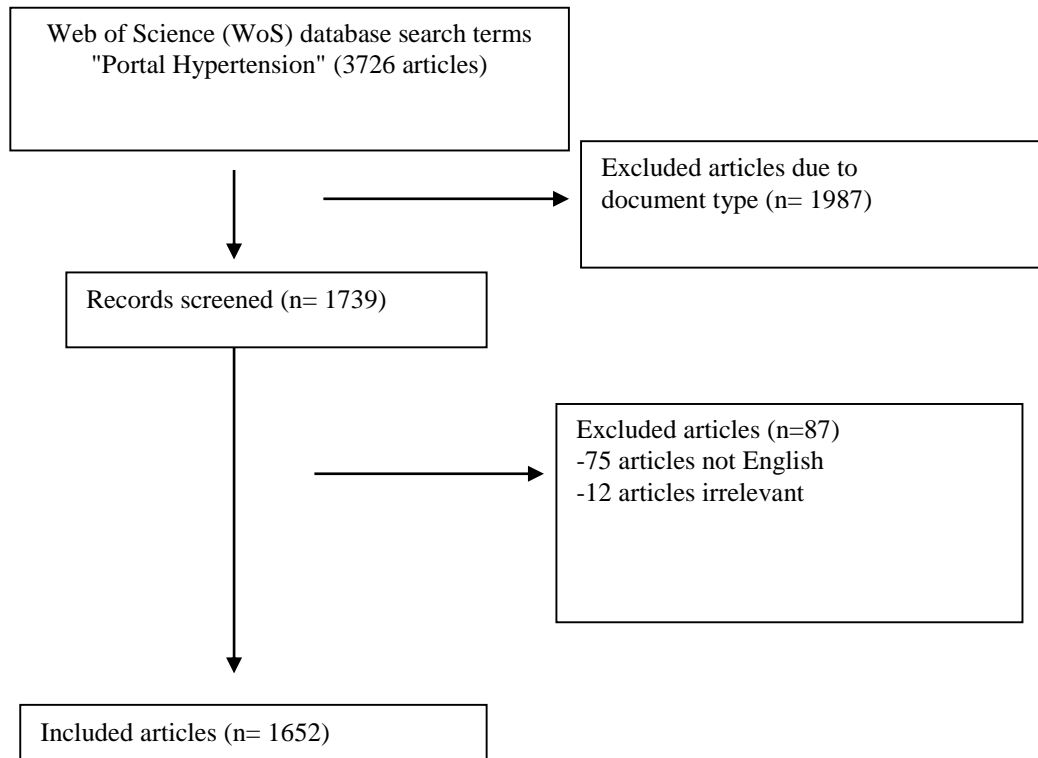 Web of Science (WoS) database search terms
"Portal Hypertension" (3726 articles)
Excluded articles due to
document type (n= 1987)
Records screened (n= 1739)
Excluded articles (n=87)
-75 articles not English
-12 articles irrelevant
Included articles (n= 1652)